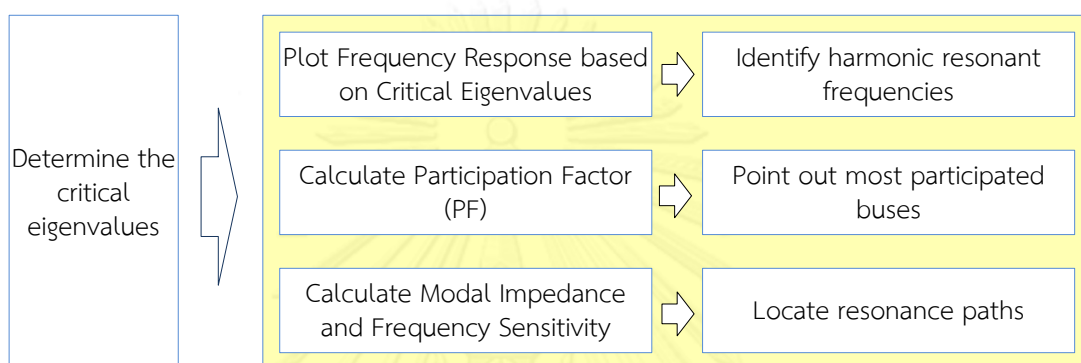 Determine the
critical
eigenvalues
Plot Frequency Response based
on Critical Eigenvalues
Identify harmonic resonant
frequencies
Calculate Participation Factor
(PF)
Point out most participated
buses
Calculate Modal Impedance
and Frequency Sensitivity
Locate resonance paths